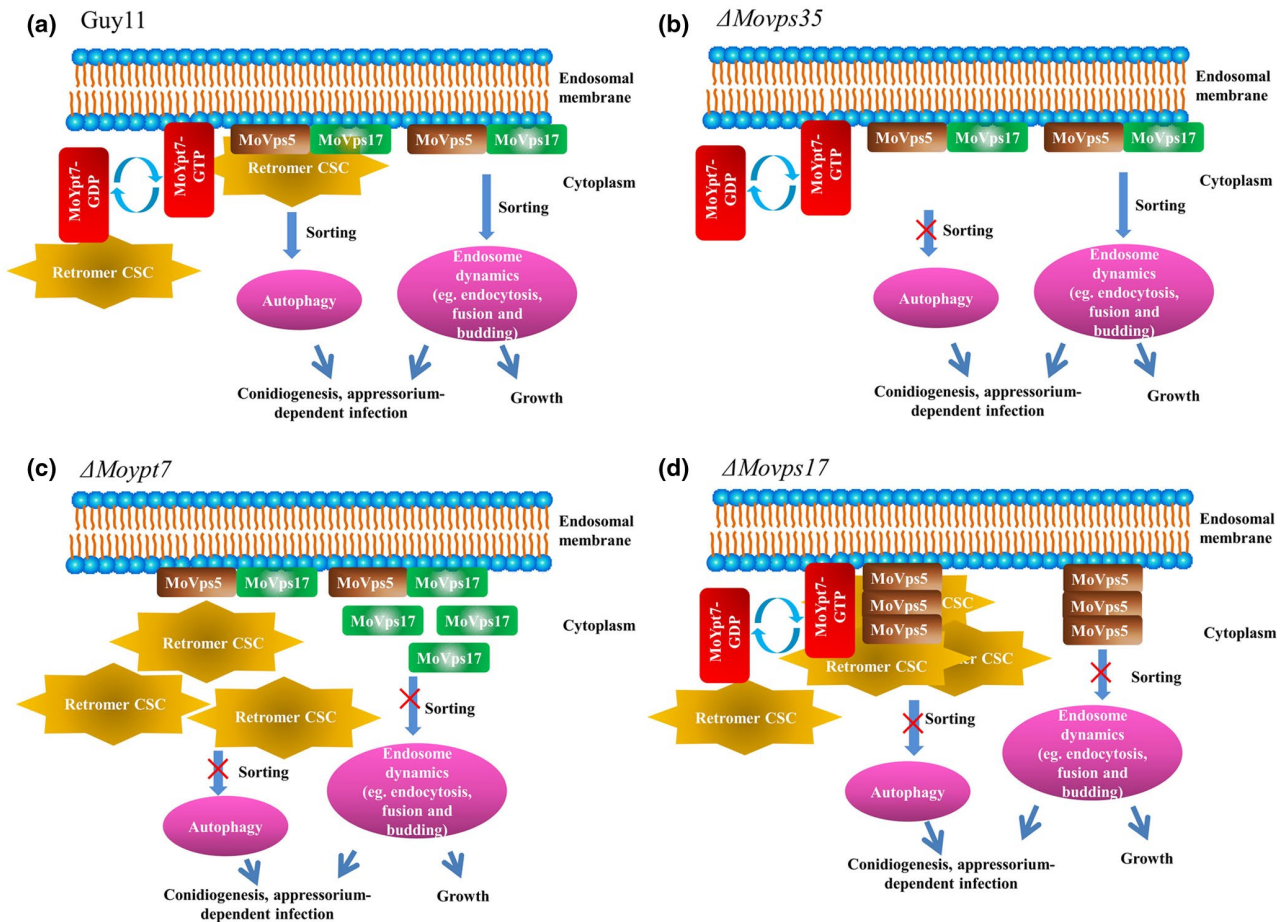 (a) Guy11
Endosomal
membrane
MoVps5 MoVps17 MoVps5 MoVps17
MoYpt7-
GDP
MoYpt7-
GTP
Retromer CSC
Cytoplasm
Sorting
Sorting
Retromer CSC
Autophagy
Endosome
dynamics
(eg. endocytosis,
fusion and
budding)
Conidiogenesis, appressorium-
dependent infection
Growth
(b) ΔMovps35
Endosomal
membrane
MoVps5 MoVps17 MoVps5 MoVps17
MoYpt7-
GDP
MoYpt7-
GTP
Cytoplasm
Sorting
Sorting
Autophagy
Endosome
dynamics
(eg. endocytosis,
fusion and
budding)
Conidiogenesis, appressorium-
dependent infection
Growth
(c) ΔMoypt7
Endosomal
membrane
MoVps5 MoVps17 MoVps5 MoVps17
MoVps17 MoVps17
Cytoplasm
Retromer CSC
MoVps17
Retromer CSC
Retromer CSC
Sorting
Sorting
Autophagy
Endosome
dynamics
(eg. endocytosis,
fusion and
budding)
Conidiogenesis, appressorium-
dependent infection
Growth
(d) ΔMovps17
Endosomal
membrane
MoYpt7-
GDP
MoYpt7-
GTP
MoVps5
MoVps5
MoVps5
CSC
MoVps5
MoVps5
MoVps5
Cytoplasm
Retromer CSC
mer CSC
Retromer CSC
Sorting
Sorting
Autophagy
Endosome
dynamics
(eg. endocytosis,
fusion and
budding)
Conidiogenesis, appressorium-
dependent infection
Growth